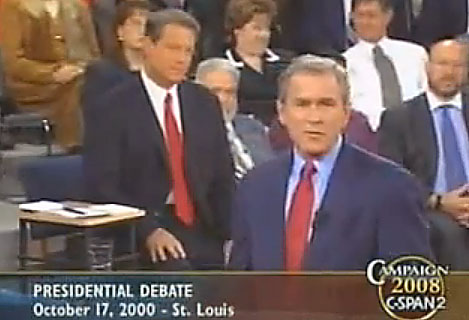 PRESIDENTIAL DEBATE
October 17, 2000 - St. Louis
CAMPAIGN
2008
C-SPAN2